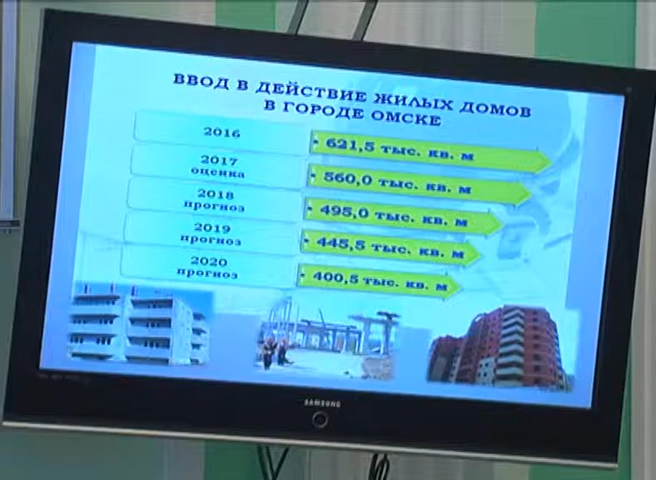 ВВОД В ДЕЙСТВИЕ ЖИЛЫХ ДОМОВ
В ГОРОДЕ ОМСКЕ
2016
621,5 тыс. кв. м
2017
оценка
560,0 тыс. кв. м
2018
прогноз
495,0 тыс. кв. м
2019
прогноз
445,5 тыс. кв. м
2020
прогноз
400,5 тыс. кв. м
SAMSUNG